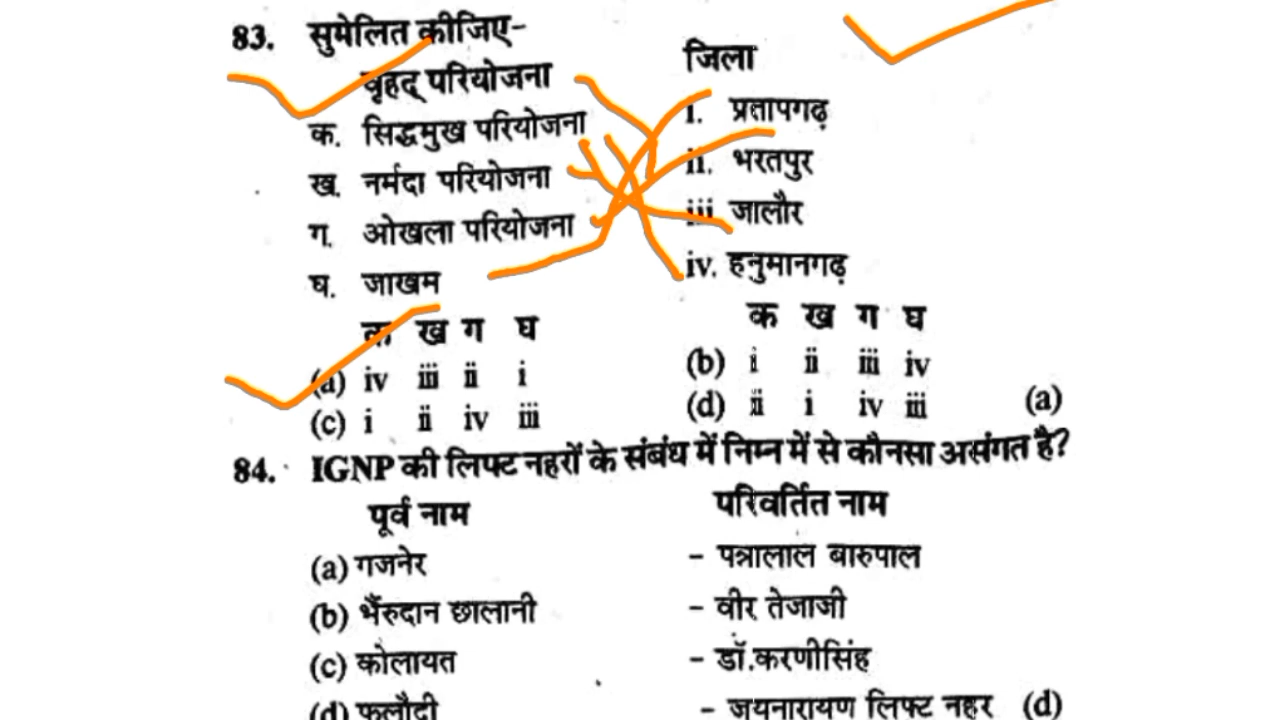 83. सुमेलित कीजिए-
वृहद् परियोजना जिला
क. सिद्धमुख परियोजना i. प्रतापगढ़
ख. नर्मदा परियोजना ii. भरतपुर
ग. ओखला परियोजना iii जालौर
घ. जाखम iv. हनुमानगढ़
क ख ग घ क ख ग घ
(a) iv iii ii i (b) i ii iii iv
(c) i ii iv iii (d) ii i iv iii (a)
84. IGNP की लिफ्ट नहरों के संबंध में निम्न में से कौनसा असंगत है?
पूर्व नाम परिवर्तित नाम
(a) गजनेर - पन्नालाल बारुपाल
(b) भैंरुदान छालानी - वीर तेजाजी
(c) कोलायत - डॉ.करणीसिंह
(d) फलौदी - जयनारायण लिफ्ट नहर (d)